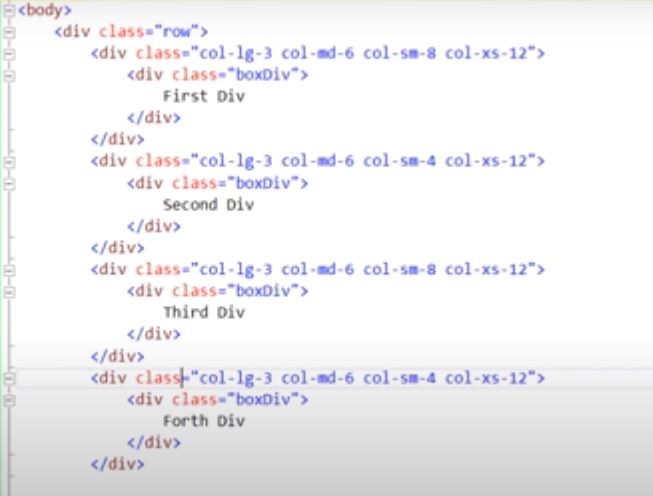 <body>
<div class="row">
<div class="col-lg-3 col-md-6 col-sm-8 col-xs-12">
<div class="boxDiv">
First Div
</div>
</div>
<div class="col-lg-3 col-md-6 col-sm-4 col-xs-12">
<div class="boxDiv">
Second Div
</div>
</div>
<div class="col-lg-3 col-md-6 col-sm-8 col-xs-12">
<div class="boxDiv">
Third Div
</div>
</div>
<div class="col-lg-3 col-md-6 col-sm-4 col-xs-12">
<div class="boxDiv">
Forth Div
</div>
</div>